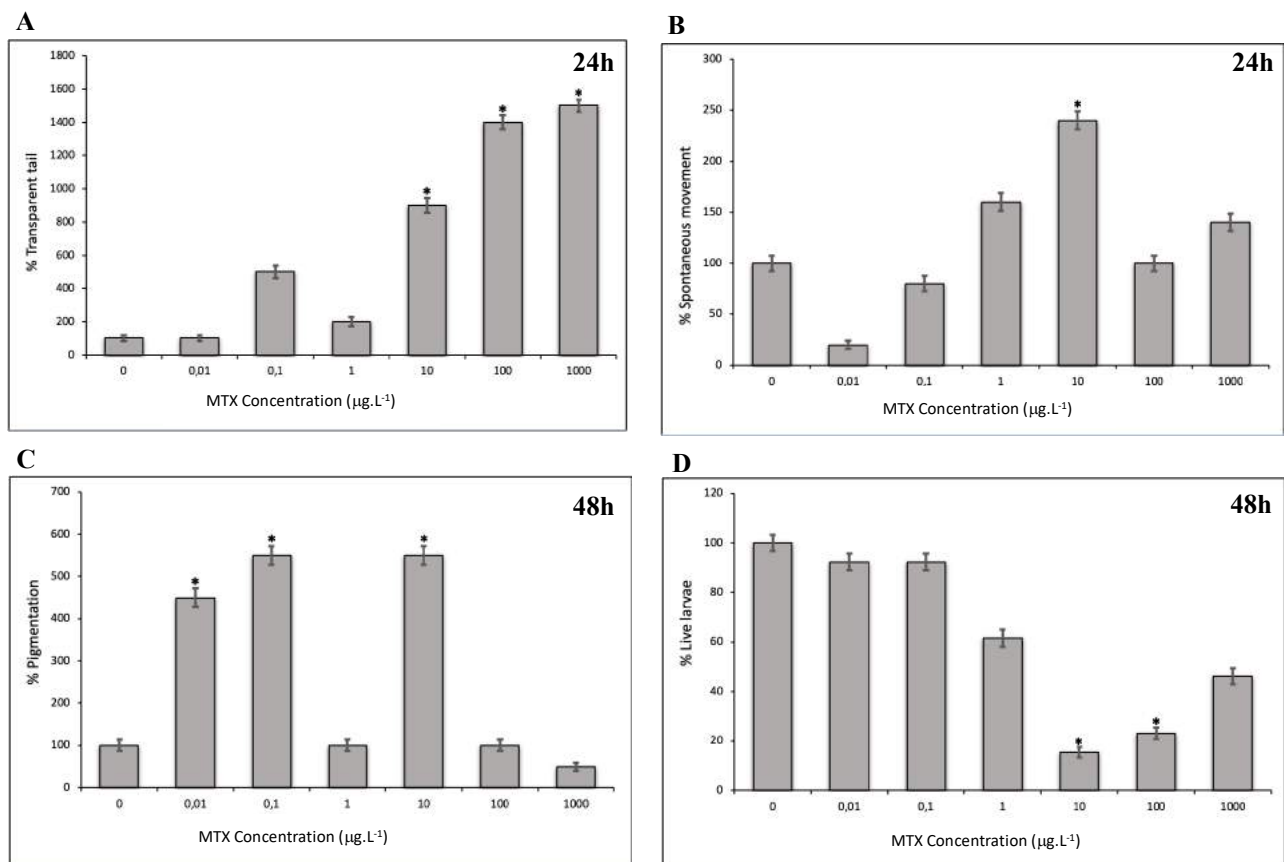 A
24h
% Transparent tail
1800
1600
1400
1200
1000
800
600
400
200
0
* * *
0 0,01 0,1 1 10 100 1000
MTX Concentration (µg.L-1)
B
24h
% Spontaneous movement
300
250
200
150
100
50
0
*
0 0,01 0,1 1 10 100 1000
MTX Concentration (µg.L-1)
C
48h
% Pigmentation
700
600
500
400
300
200
100
0
* * *
0 0,01 0,1 1 10 100 1000
MTX Concentration (µg.L-1)
D
48h
% Live larvae
120
100
80
60
40
20
0
* *
0 0,01 0,1 1 10 100 1000
MTX Concentration (µg.L-1)